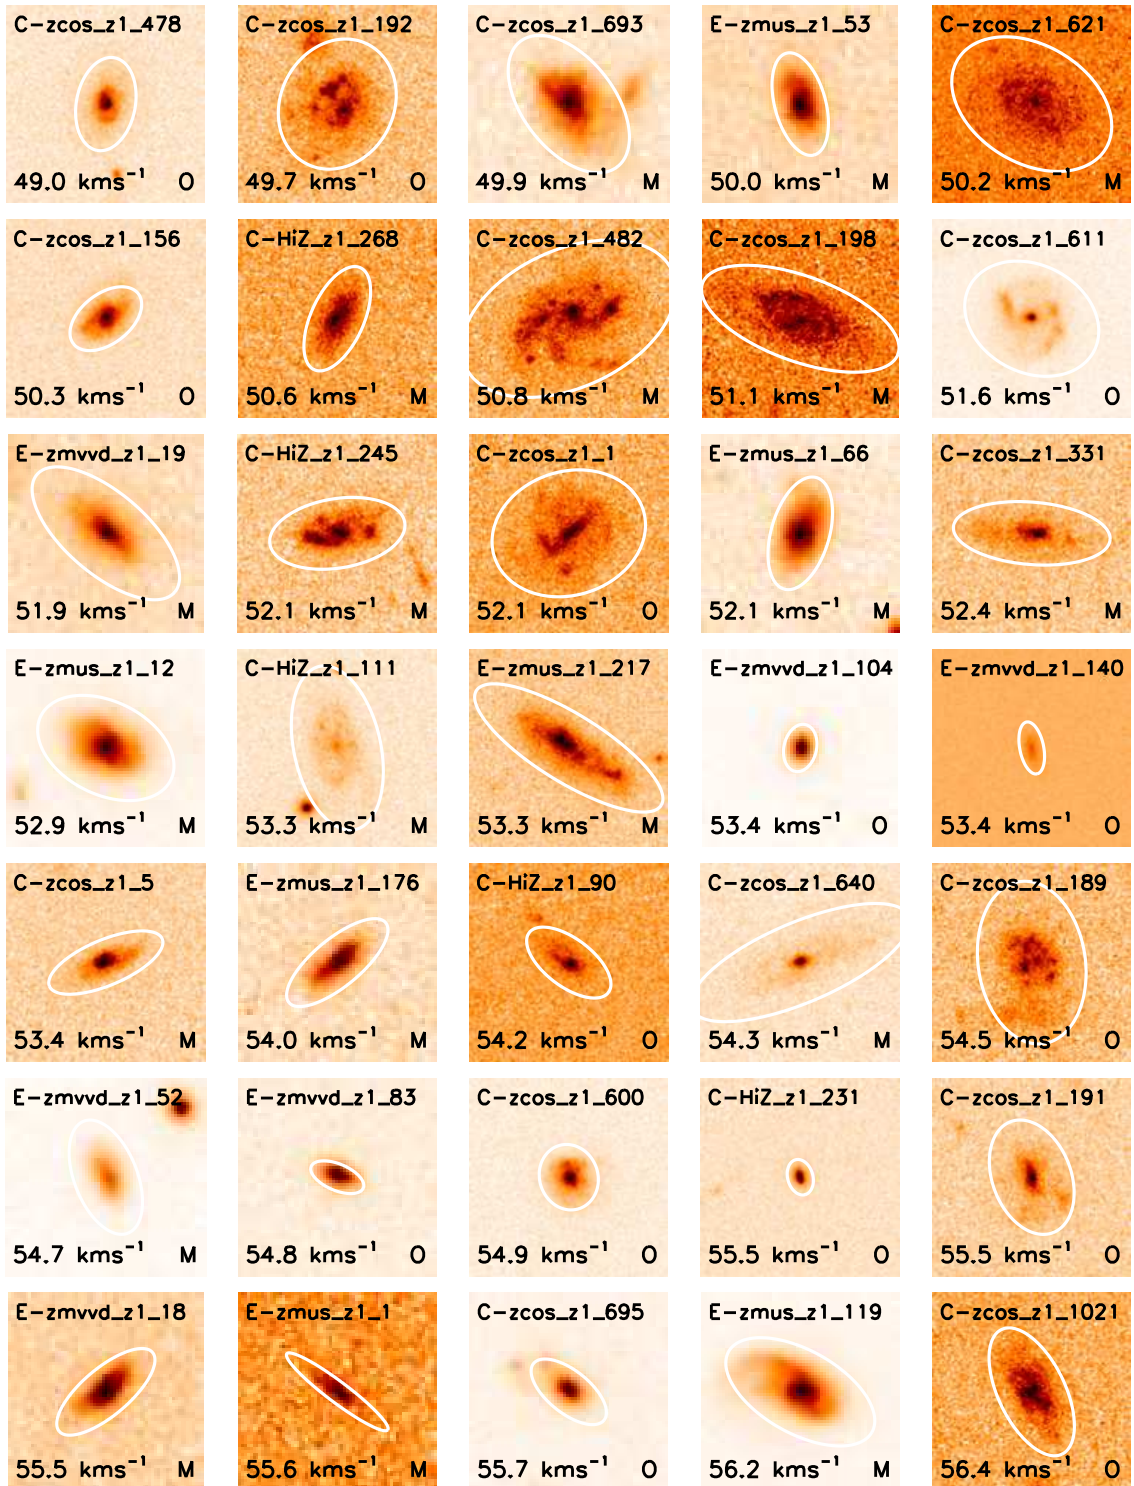 C-zcos_z1_478
49.0 kms⁻¹ O
C-zcos_z1_192
49.7 kms⁻¹ O
C-zcos_z1_693
49.9 kms⁻¹ M
E-zmus_z1_53
50.0 kms⁻¹ M
C-zcos_z1_621
50.2 kms⁻¹ M
C-zcos_z1_156
50.3 kms⁻¹ O
C-HiZ_z1_268
50.6 kms⁻¹ M
C-zcos_z1_482
50.8 kms⁻¹ M
C-zcos_z1_198
51.1 kms⁻¹ M
C-zcos_z1_611
51.6 kms⁻¹ O
E-zmvvd_z1_19
51.9 kms⁻¹ M
C-HiZ_z1_245
52.1 kms⁻¹ M
C-zcos_z1_1
52.1 kms⁻¹ O
E-zmus_z1_66
52.1 kms⁻¹ M
C-zcos_z1_331
52.4 kms⁻¹ M
E-zmus_z1_12
52.9 kms⁻¹ M
C-HiZ_z1_111
53.3 kms⁻¹ M
E-zmus_z1_217
53.3 kms⁻¹ M
E-zmvvd_z1_104
53.4 kms⁻¹ O
E-zmvvd_z1_140
53.4 kms⁻¹ O
C-zcos_z1_5
53.4 kms⁻¹ M
E-zmus_z1_176
54.0 kms⁻¹ M
C-HiZ_z1_90
54.2 kms⁻¹ O
C-zcos_z1_640
54.3 kms⁻¹ M
C-zcos_z1_189
54.5 kms⁻¹ O
E-zmvvd_z1_52
54.7 kms⁻¹ M
E-zmvvd_z1_83
54.8 kms⁻¹ O
C-zcos_z1_600
54.9 kms⁻¹ O
C-HiZ_z1_231
55.5 kms⁻¹ O
C-zcos_z1_191
55.5 kms⁻¹ O
E-zmvvd_z1_18
55.5 kms⁻¹ M
E-zmus_z1_1
55.6 kms⁻¹ M
C-zcos_z1_695
55.7 kms⁻¹ O
E-zmus_z1_119
56.2 kms⁻¹ M
C-zcos_z1_1021
56.4 kms⁻¹ O